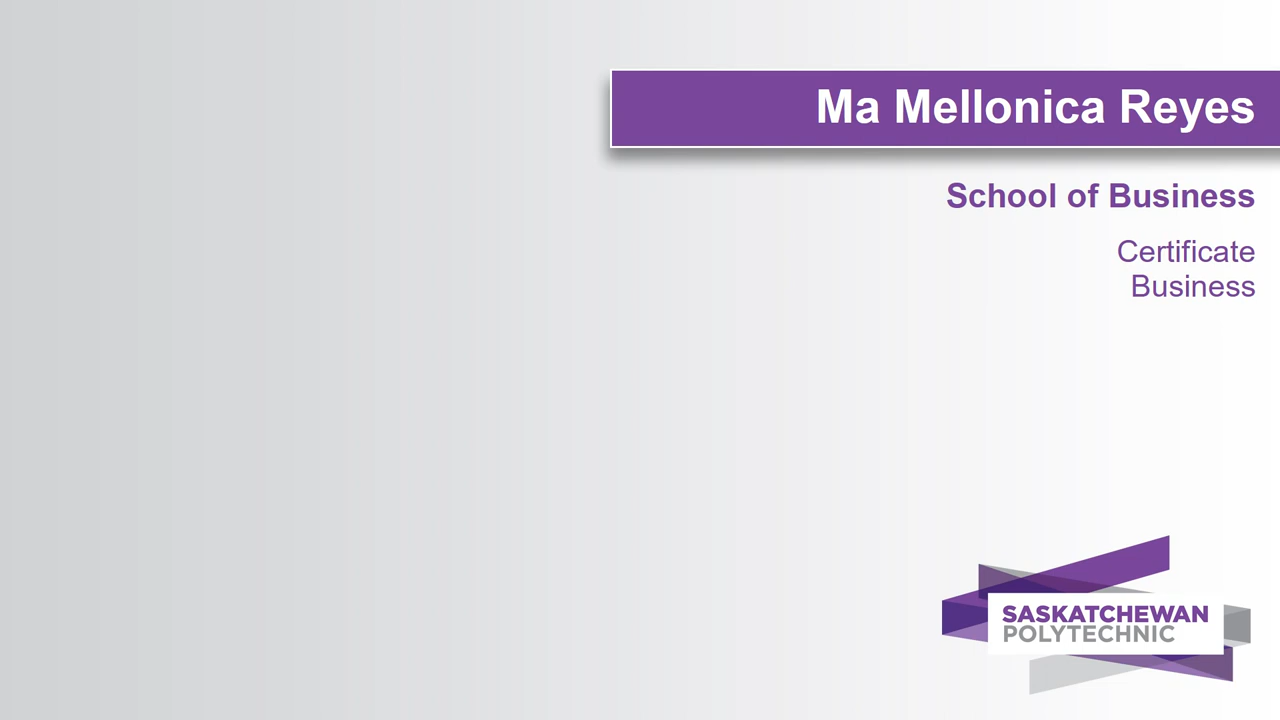 Ma Mellonica Reyes
School of Business
Certificate
Business
SASKATCHEWAN
POLYTECHNIC